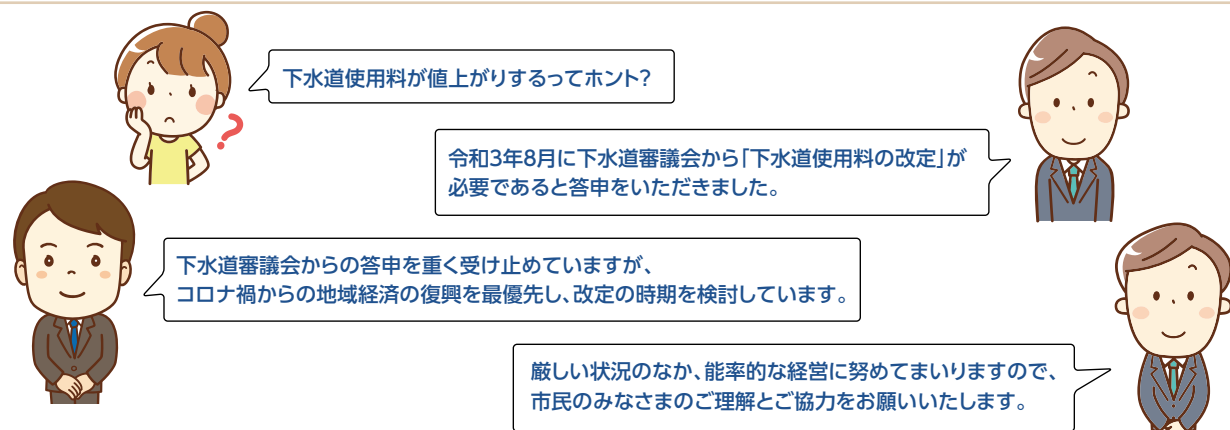 下水道使用料が値上がりするってホント?
令和3年8月に下水道審議会から「下水道使用料の改定」が
必要であると答申をいただきました。
下水道審議会からの答申を重く受け止めていますが、
コロナ禍からの地域経済の復興を最優先し、改定の時期を検討しています。
厳しい状況のなか、能率的な経営に努めてまいりますので、
市民のみなさまのご理解とご協力をお願いいたします。